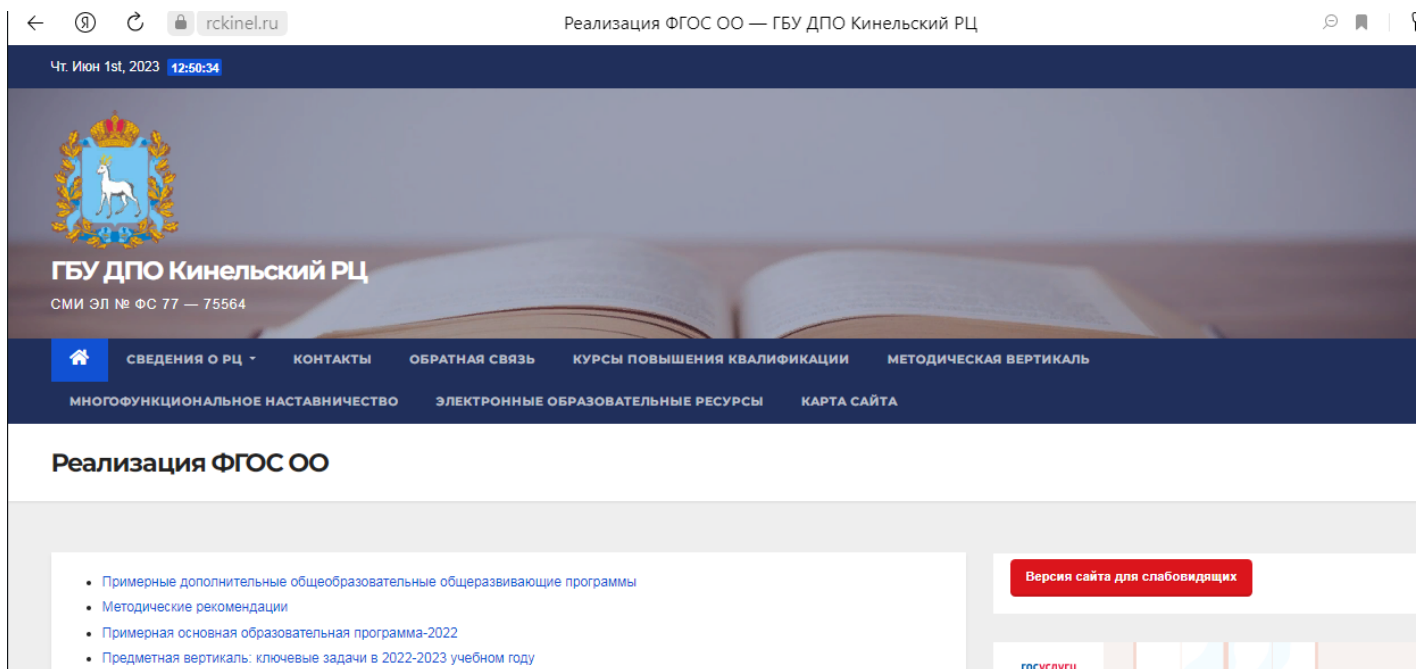 rckinel.ru
Реализация ФГОС ОО — ГБУ ДПО Кинельский РЦ
Чт. Июн 1st, 2023 12:50:34
ГБУ ДПО Кинельский РЦ
СМИ ЭЛ № ФС 77 — 75564
СВЕДЕНИЯ О РЦ КОНТАКТЫ ОБРАТНАЯ СВЯЗЬ КУРСЫ ПОВЫШЕНИЯ КВАЛИФИКАЦИИ МЕТОДИЧЕСКАЯ ВЕРТИКАЛЬ
МНОГОФУНКЦИОНАЛЬНОЕ НАСТАВНИЧЕСТВО ЭЛЕКТРОННЫЕ ОБРАЗОВАТЕЛЬНЫЕ РЕСУРСЫ КАРТА САЙТА
Реализация ФГОС ОО
Примерные дополнительные общеобразовательные общеразвивающие программы
Методические рекомендации
Примерная основная образовательная программа-2022
Предметная вертикаль: ключевые задачи в 2022-2023 учебном году
Версия сайта для слабовидящих
госуслуги